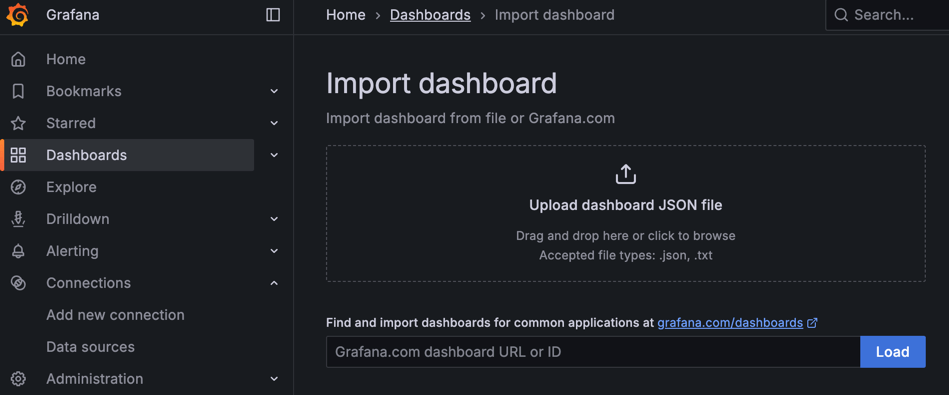 Grafana
Home
Bookmarks
Starred
Dashboards
Explore
Drilldown
Alerting
Connections
Add new connection
Data sources
Administration
Home › Dashboards › Import dashboard
Search...
Import dashboard
Import dashboard from file or Grafana.com
Upload dashboard JSON file
Drag and drop here or click to browse
Accepted file types: .json, .txt
Find and import dashboards for common applications at grafana.com/dashboards
Grafana.com dashboard URL or ID
Load